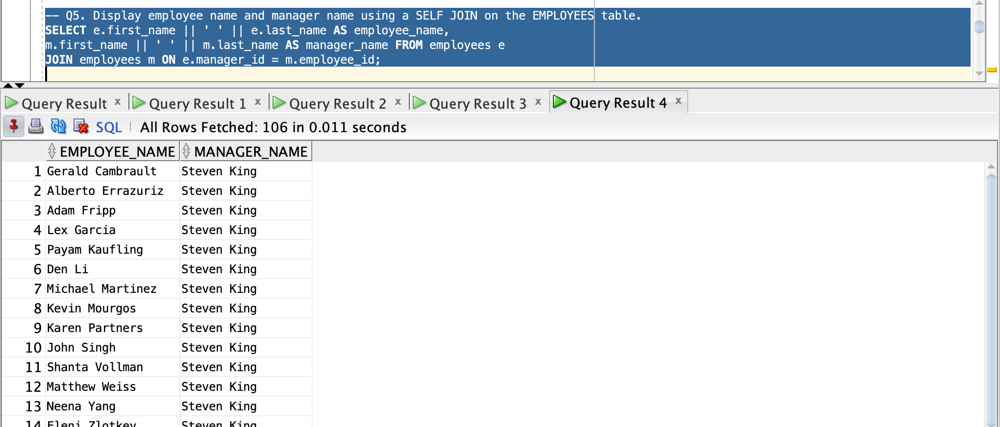 -- Q5. Display employee name and manager name using a SELF JOIN on the EMPLOYEES table.
SELECT e.first_name || ' ' || e.last_name AS employee_name,
m.first_name || ' ' || m.last_name AS manager_name FROM employees e
JOIN employees m ON e.manager_id = m.employee_id;
Query Result x Query Result 1 x Query Result 2 x Query Result 3 x Query Result 4 x
SQL All Rows Fetched: 106 in 0.011 seconds
EMPLOYEE_NAME MANAGER_NAME
1 Gerald Cambrault Steven King
2 Alberto Errazuriz Steven King
3 Adam Fripp Steven King
4 Lex Garcia Steven King
5 Payam Kaufling Steven King
6 Den Li Steven King
7 Michael Martinez Steven King
8 Kevin Mourgos Steven King
9 Karen Partners Steven King
10 John Singh Steven King
11 Shanta Vollman Steven King
12 Matthew Weiss Steven King
13 Neena Yang Steven King
14 Eleni Zlotkey Steven King